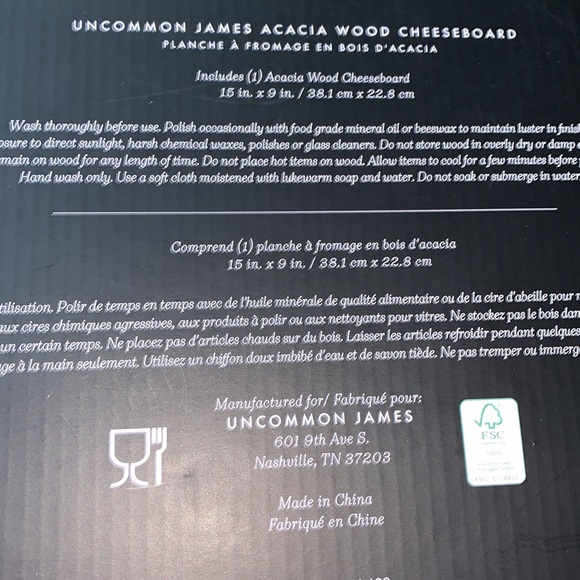 UNCOMMON JAMES ACACIA WOOD CHEESEBOARD
PLANCHE À FROMAGE EN BOIS D'ACACIA
Includes (1) Acacia Wood Cheeseboard
15 in. x 9 in. / 38.1 cm x 22.8 cm
Wash thoroughly before use. Polish occasionally with food grade mineral oil or beeswax to maintain luster in finish
osure to direct sunlight, harsh chemical waxes, polishes or glass cleaners. Do not store wood in overly dry or damp
main on wood for any length of time. Do not place hot items on wood. Allow items to cool for a few minutes before
Hand wash only. Use a soft cloth moistened with lukewarm soap and water. Do not soak or submerge in water
Comprend (1) planche à fromage en bois d'acacia
15 in. x 9 in. / 38.1 cm x 22.8 cm
tilisation. Polir de temps en temps avec de l'huile minérale de qualité alimentaire ou de la cire d'abeille pour
aux cires chimiques agressives, aux produits à polir ou aux nettoyants pour vitres. Ne stockez pas le bois dan
un certain temps. Ne placez pas d'articles chauds sur du bois. Laisser les articles refroidir pendant quelques
ge à la main seulement. Utilisez un chiffon doux imbibé d'eau et de savon tiède. Ne pas tremper ou immerg
Manufactured for/ Fabriqué pour:
UNCOMMON JAMES
601 9th Ave S.
Nashville, TN 37203
FSC
Made in China
Fabriqué en Chine